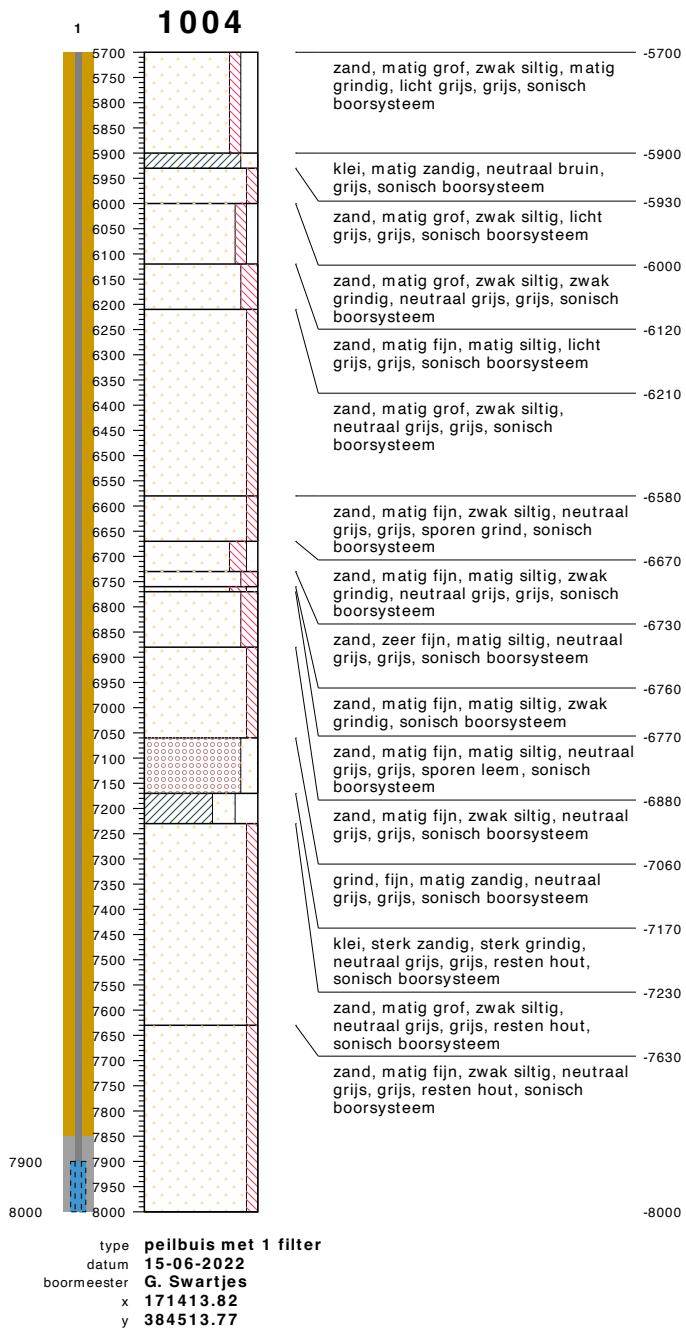 1
1004
5700
5750
5800
5850
5900
5950
6000
6050
6100
6150
6200
6250
6300
6350
6400
6450
6500
6550
6600
6650
6700
6750
6800
6850
6900
6950
7000
7050
7100
7150
7200
7250
7300
7350
7400
7450
7500
7550
7600
7650
7700
7750
7800
7850
7900
7950
8000
7900
8000
-5700
zand, matig grof, zwak siltig, matig
grindig, licht grijs, grijs, sonisch
boorsysteem
-5900
klei, matig zandig, neutraal bruin,
grijs, sonisch boorsysteem
-5930
zand, matig grof, zwak siltig, licht
grijs, grijs, sonisch boorsysteem
-6000
zand, matig grof, zwak siltig, zwak
grindig, neutraal grijs, grijs, sonisch
boorsysteem
-6120
zand, matig fijn, matig siltig, licht
grijs, grijs, sonisch boorsysteem
-6210
zand, matig grof, zwak siltig,
neutraal grijs, grijs, sonisch
boorsysteem
-6580
zand, matig fijn, zwak siltig, neutraal
grijs, grijs, sporen grind, sonisch
boorsysteem
-6670
zand, matig fijn, matig siltig, zwak
grindig, neutraal grijs, grijs, sonisch
boorsysteem
-6730
zand, zeer fijn, matig siltig, neutraal
grijs, grijs, sonisch boorsysteem
-6760
zand, matig fijn, matig siltig, zwak
grindig, sonisch boorsysteem
-6770
zand, matig fijn, matig siltig, neutraal
grijs, grijs, sporen leem, sonisch
boorsysteem
-6880
zand, matig fijn, zwak siltig, neutraal
grijs, grijs, sonisch boorsysteem
-7060
grind, fijn, matig zandig, neutraal
grijs, grijs, sonisch boorsysteem
-7170
klei, sterk zandig, sterk grindig,
neutraal grijs, grijs, resten hout,
sonisch boorsysteem
-7230
zand, matig grof, zwak siltig,
neutraal grijs, grijs, resten hout,
sonisch boorsysteem
-7630
zand, matig fijn, zwak siltig, neutraal
grijs, grijs, resten hout, sonisch
boorsysteem
-8000
type peilbuis met 1 filter
datum 15-06-2022
boormeester G. Swartjes
x 171413.82
y 384513.77